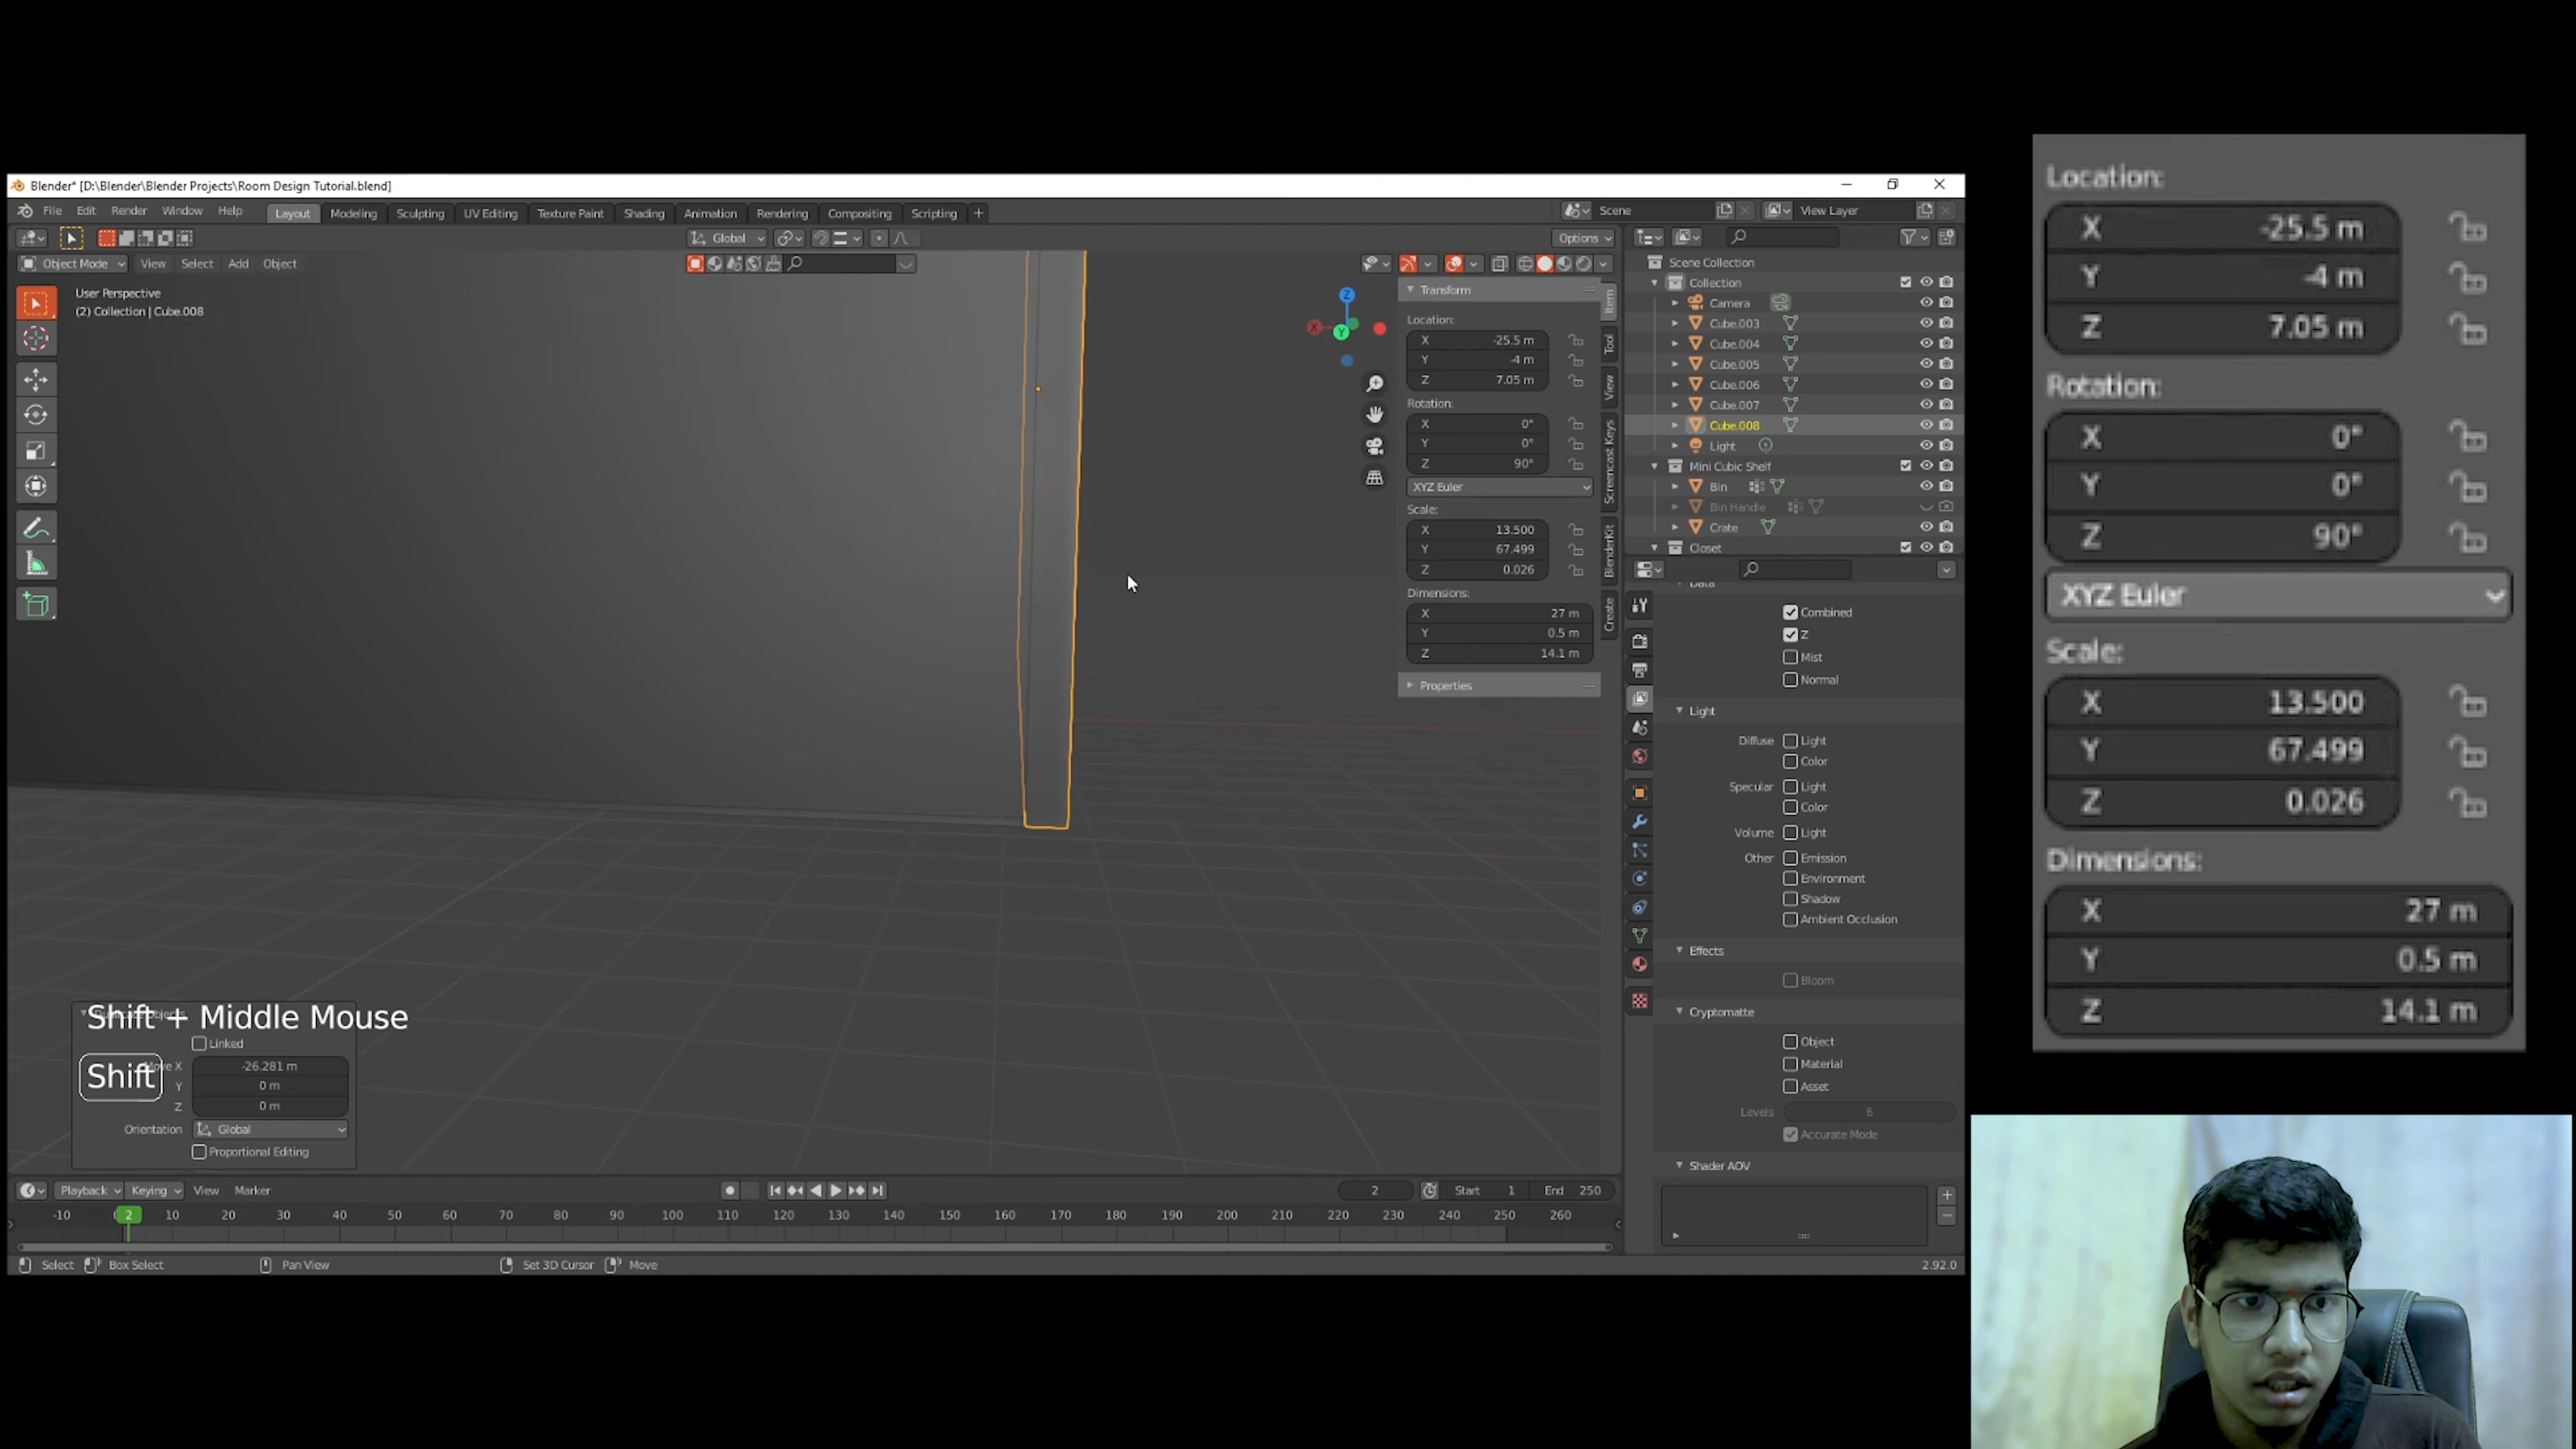 Blender* [D:\Blender\Blender Projects\Room Design Tutorial.blend]
File Edit Render Window Help Layout Modeling Sculpting UV Editing Texture Paint Shading Animation Rendering Compositing Scripting +
Scene View Layer
Global Options
Object Mode View Select Add Object
User Perspective
(2) Collection | Cube.008
Z
X
Y
Transform
Location:
X -25.5 m
Y -4 m
Z 7.05 m
Rotation:
X 0°
Y 0°
Z 90°
XYZ Euler
Scale:
X 13.500
Y 67.499
Z 0.026
Dimensions:
X 27 m
Y 0.5 m
Z 14.1 m
Properties
Item
Tool
View
Screencast Keys
BlenderKit
Create
Scene Collection
Collection
Camera
Cube.003
Cube.004
Cube.005
Cube.006
Cube.007
Cube.008
Light
Mini Cubic Shelf
Bin
Bin Handle
Crate
Closet
Data
Combined
Z
Mist
Normal
Light
Diffuse Light
Color
Specular Light
Color
Volume Light
Other Emission
Environment
Shadow
Ambient Occlusion
Effects
Bloom
Cryptomatte
Object
Material
Asset
Levels 6
Accurate Mode
Shader AOV
Shift + Middle Mouse
Linked
Shift
Move X -26.281 m
Y 0 m
Z 0 m
Orientation Global
Proportional Editing
Playback Keying View Marker 2 Start 1 End 250
-10 2 10 20 30 40 50 60 70 80 90 100 110 120 130 140 150 160 170 180 190 200 210 220 230 240 250 260
Select Box Select Pan View Set 3D Cursor Move 2.92.0
Location:
X -25.5 m
Y -4 m
Z 7.05 m
Rotation:
X 0°
Y 0°
Z 90°
XYZ Euler
Scale:
X 13.500
Y 67.499
Z 0.026
Dimensions:
X 27 m
Y 0.5 m
Z 14.1 m